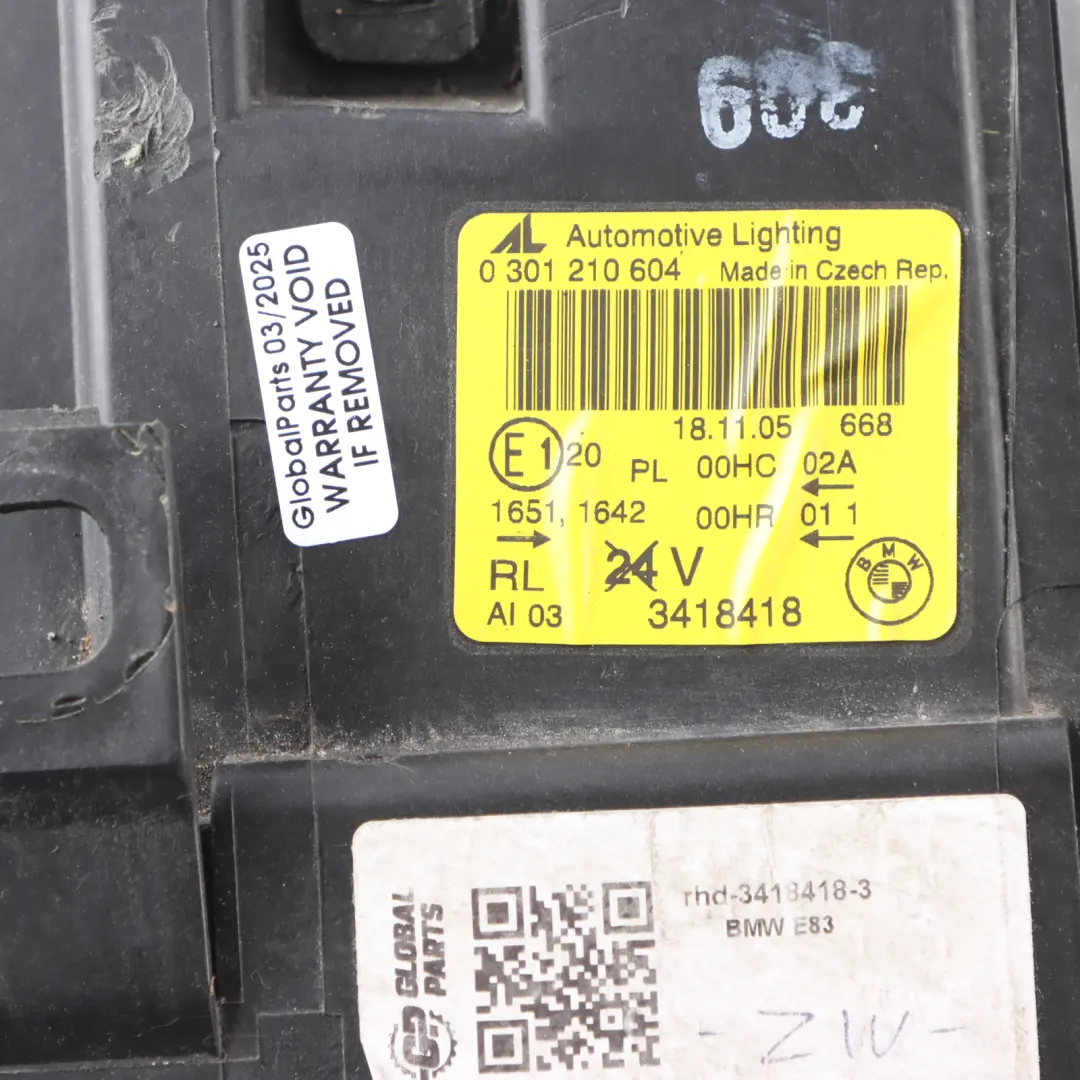 GlobalParts 03/2025
WARRANTY VOID
IF REMOVED
AL Automotive Lighting
0 301 210 604 Made in Czech Rep.
18.11.05 668
E1 20 PL 00HC 02A
1651, 1642 00HR 01 1
RL 24 V
AI 03 3418418
BMW
GLOBAL
PARTS
rhd-3418418-3
BMW E83
- ZW -